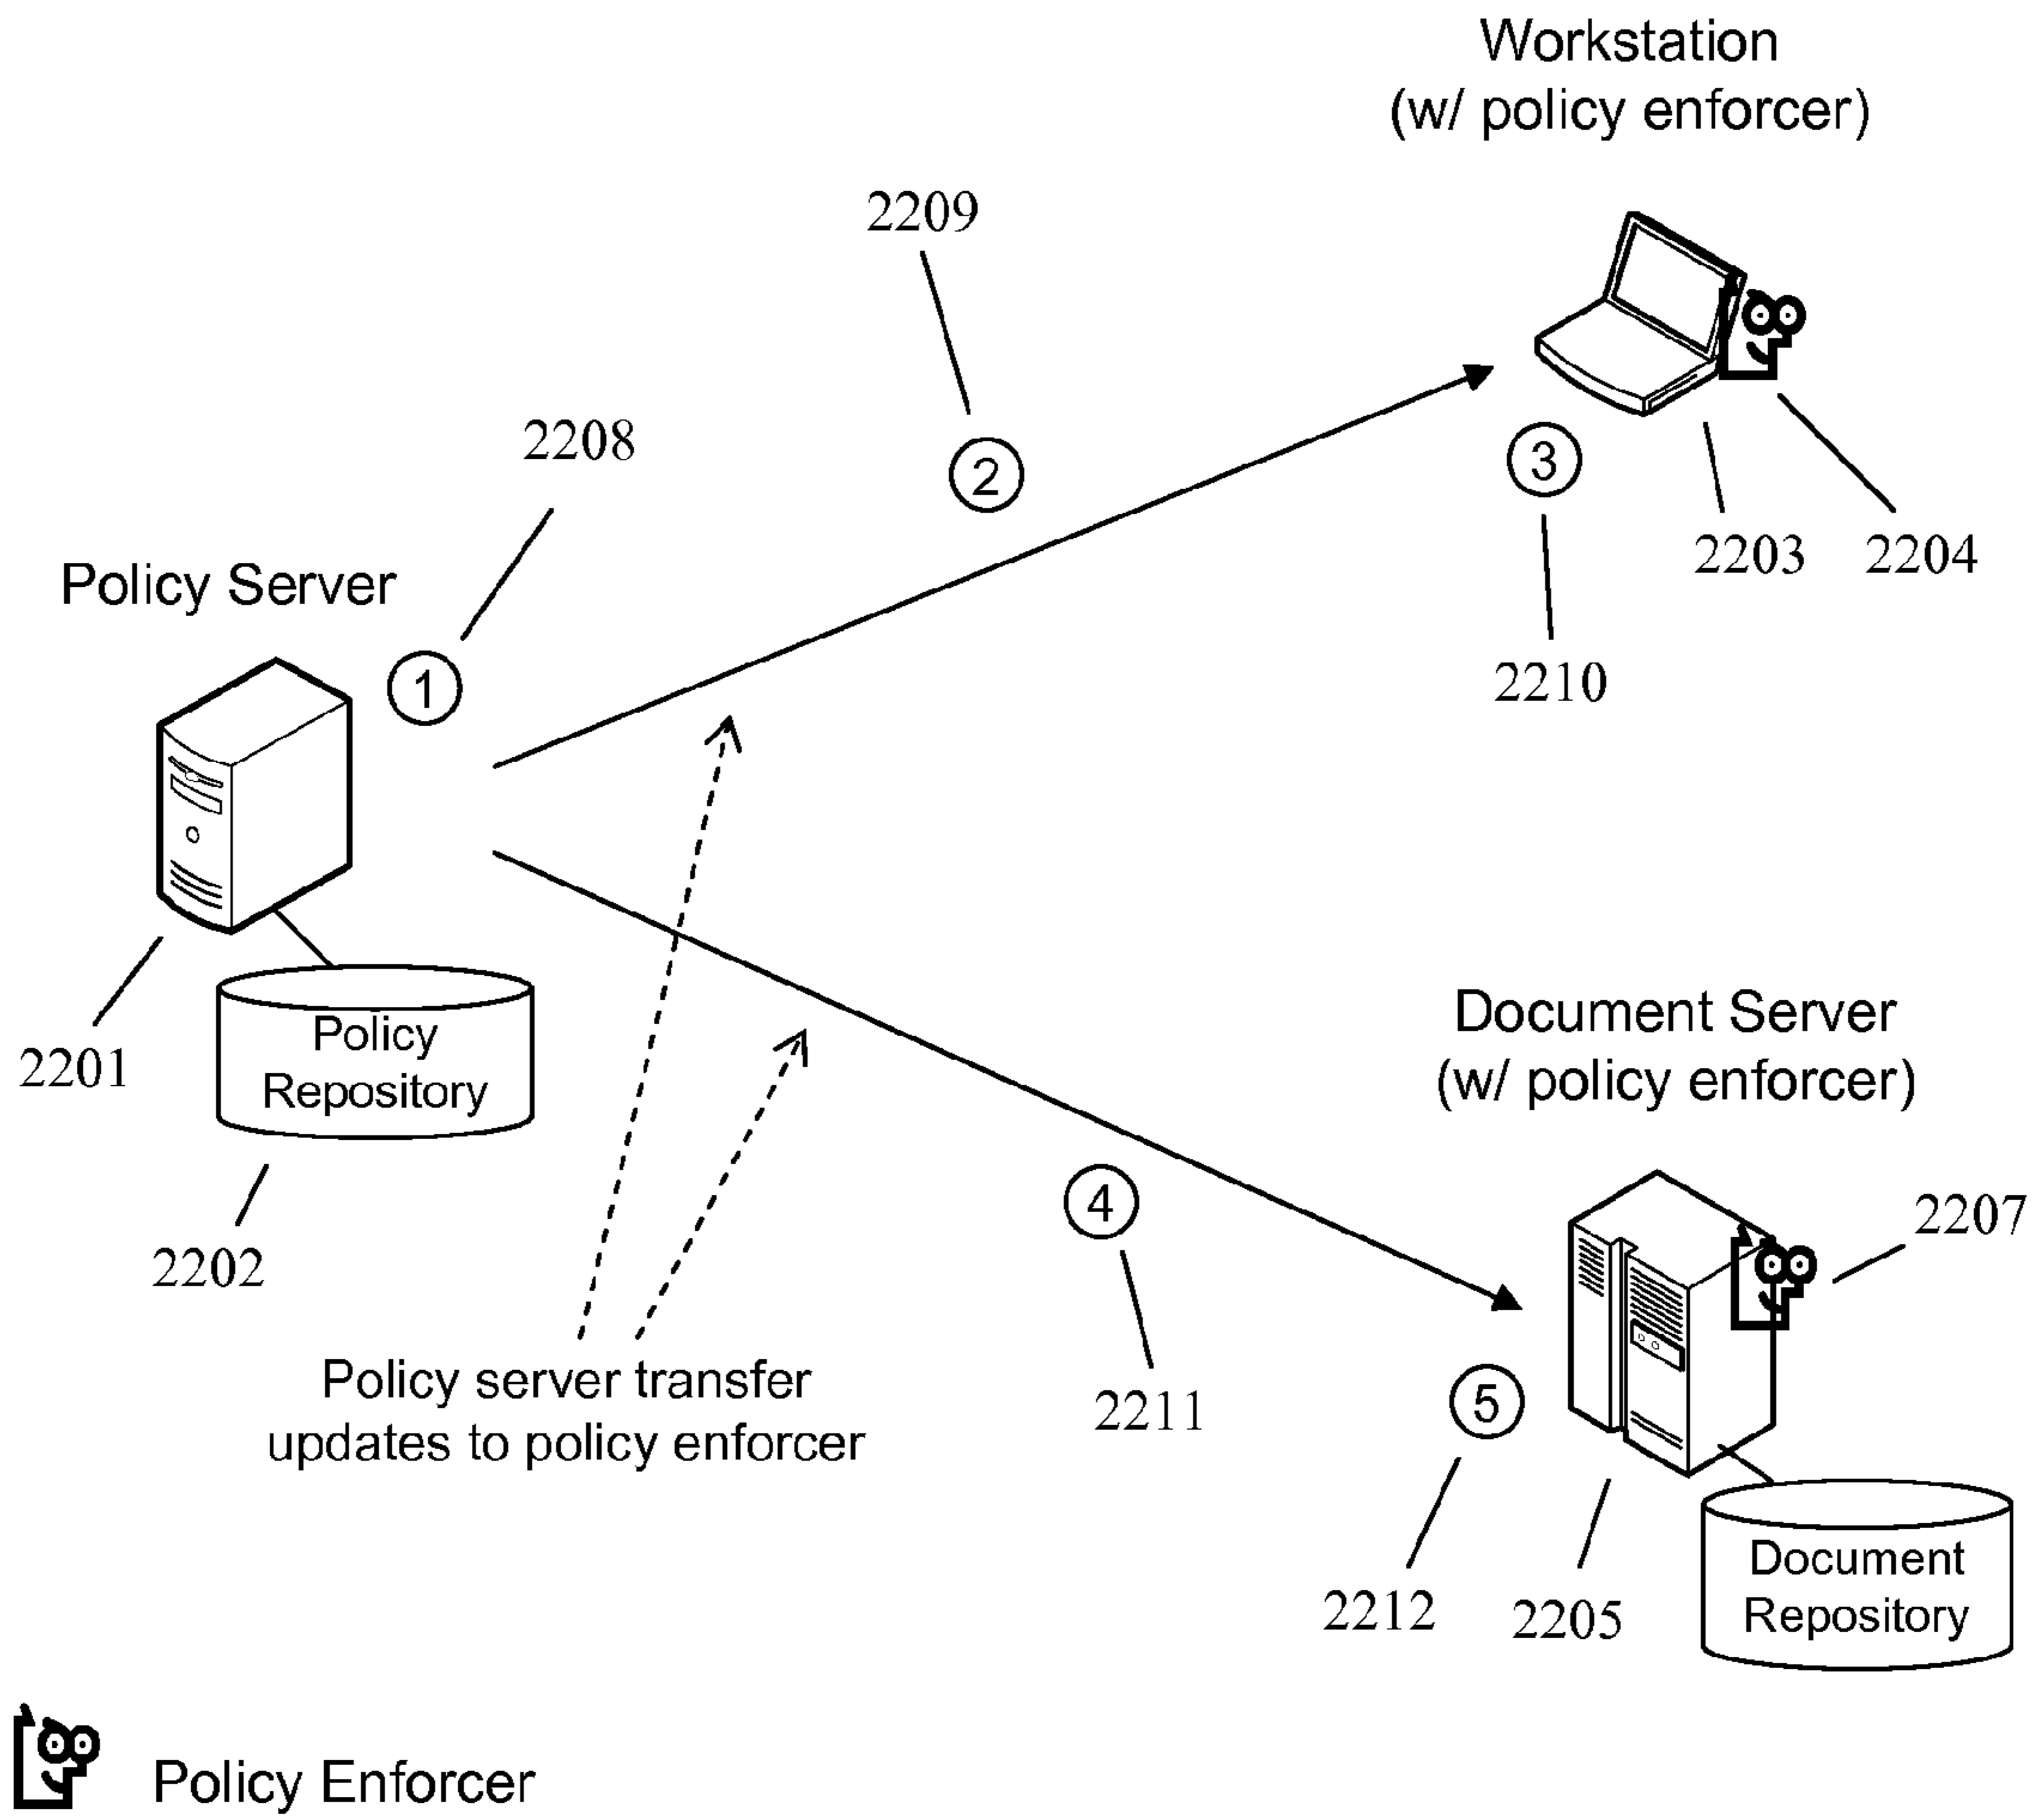 Workstation
(w/ policy enforcer)
2209
2208
2
3
2203
2204
Policy Server
2210
1
Policy
Repository
2201
2202
Document Server
(w/ policy enforcer)
4
2207
Policy server transfer
updates to policy enforcer
2211
5
Document
Repository
2212
2205
Policy Enforcer